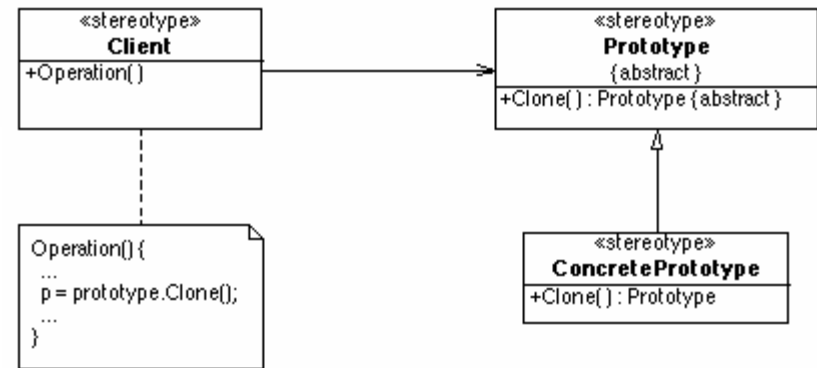 «stereotype»
Client
+Operation( )
«stereotype»
Prototype
{abstract }
+Clone( ) : Prototype {abstract }
Operation() {
...
p = prototype.Clone();
...
}
«stereotype»
ConcretePrototype
+Clone( ) : Prototype